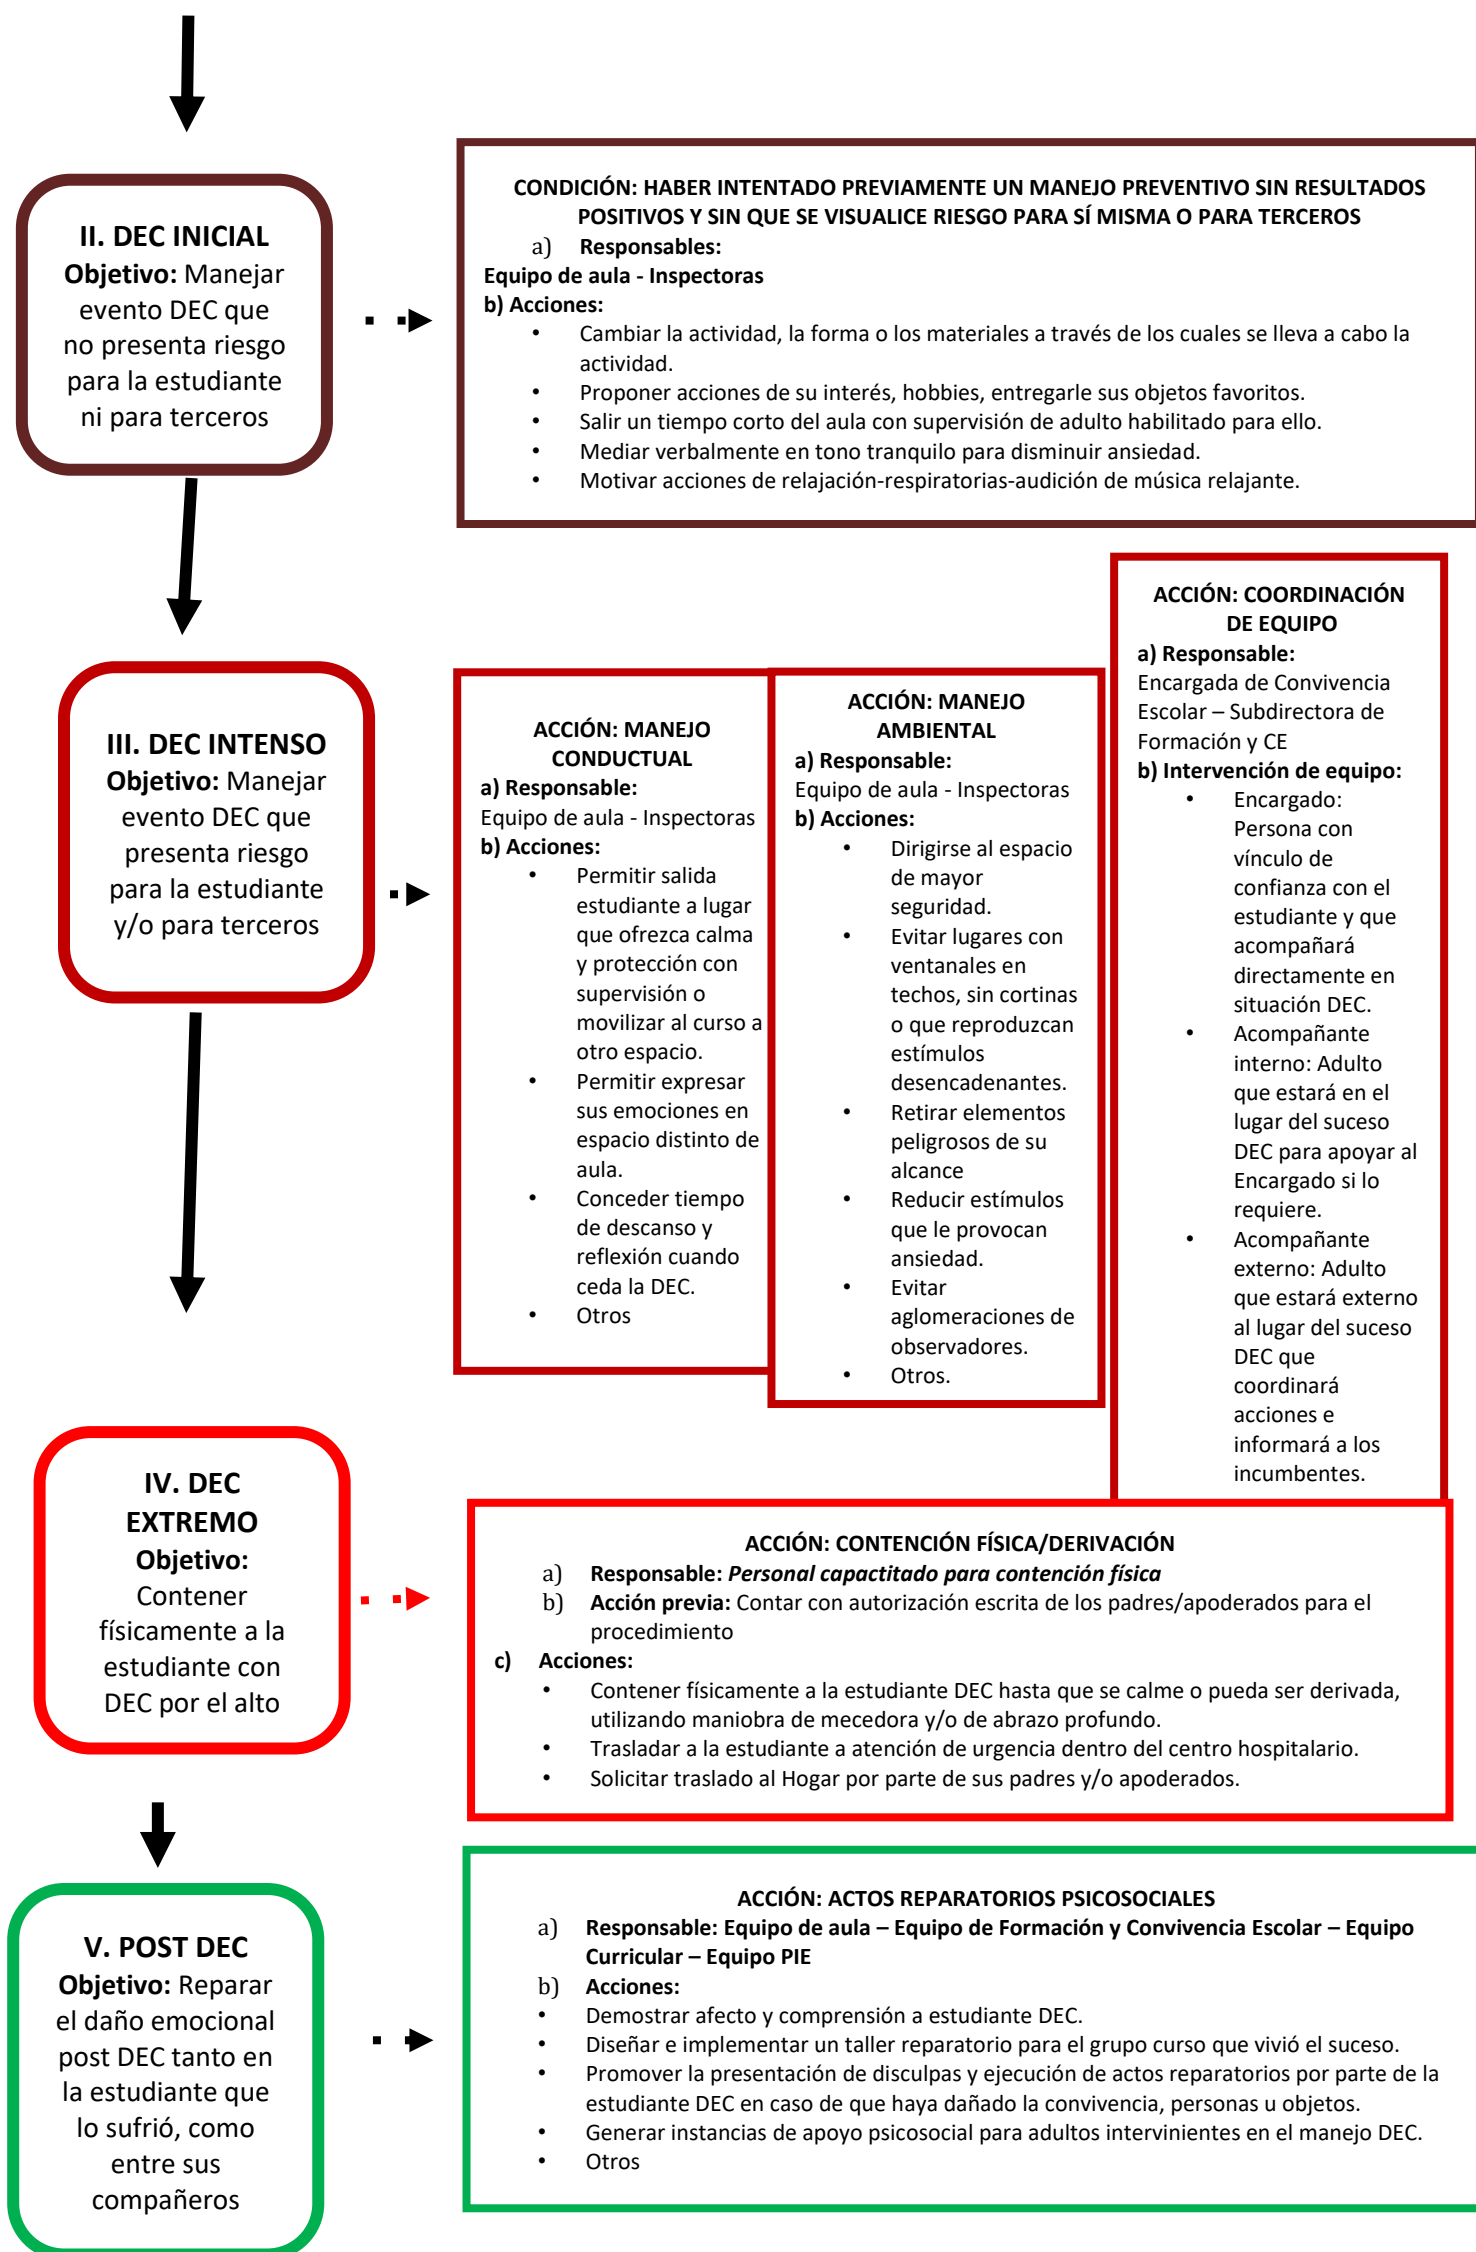 II. DEC INICIAL
Objetivo: Manejar
evento DEC que
no presenta riesgo
para la estudiante
ni para terceros
CONDICIÓN: HABER INTENTADO PREVIAMENTE UN MANEJO PREVENTIVO SIN RESULTADOS
POSITIVOS Y SIN QUE SE VISUALICE RIESGO PARA SÍ MISMA O PARA TERCEROS
a) Responsables:
Equipo de aula - Inspectoras
b) Acciones:
• Cambiar la actividad, la forma o los materiales a través de los cuales se lleva a cabo la
actividad.
• Proponer acciones de su interés, hobbies, entregarle sus objetos favoritos.
• Salir un tiempo corto del aula con supervisión de adulto habilitado para ello.
• Mediar verbalmente en tono tranquilo para disminuir ansiedad.
• Motivar acciones de relajación-respiratorias-audición de música relajante.
III. DEC INTENSO
Objetivo: Manejar
evento DEC que
presenta riesgo
para la estudiante
y/o para terceros
ACCIÓN: MANEJO
CONDUCTUAL
a) Responsable:
Equipo de aula - Inspectoras
b) Acciones:
• Permitir salida
estudiante a lugar
que ofrezca calma
y protección con
supervisión o
movilizar al curso a
otro espacio.
• Permitir expresar
sus emociones en
espacio distinto de
aula.
• Conceder tiempo
de descanso y
reflexión cuando
ceda la DEC.
• Otros
ACCIÓN: MANEJO
AMBIENTAL
a) Responsable:
Equipo de aula - Inspectoras
b) Acciones:
• Dirigirse al espacio
de mayor
seguridad.
• Evitar lugares con
ventanales en
techos, sin cortinas
o que reproduzcan
estímulos
desencadenantes.
• Retirar elementos
peligrosos de su
alcance
• Reducir estímulos
que le provocan
ansiedad.
• Evitar
aglomeraciones de
observadores.
• Otros.
ACCIÓN: COORDINACIÓN
DE EQUIPO
a) Responsable:
Encargada de Convivencia
Escolar – Subdirectora de
Formación y CE
b) Intervención de equipo:
• Encargado:
Persona con
vínculo de
confianza con el
estudiante y que
acompañará
directamente en
situación DEC.
• Acompañante
interno: Adulto
que estará en el
lugar del suceso
DEC para apoyar al
Encargado si lo
requiere.
• Acompañante
externo: Adulto
que estará externo
al lugar del suceso
DEC que
coordinará
acciones e
informará a los
incumbentes.
IV. DEC
EXTREMO
Objetivo:
Contener
físicamente a la
estudiante con
DEC por el alto
ACCIÓN: CONTENCIÓN FÍSICA/DERIVACIÓN
a) Responsable: Personal capactitado para contención física
b) Acción previa: Contar con autorización escrita de los padres/apoderados para el
procedimiento
c) Acciones:
• Contener físicamente a la estudiante DEC hasta que se calme o pueda ser derivada,
utilizando maniobra de mecedora y/o de abrazo profundo.
• Trasladar a la estudiante a atención de urgencia dentro del centro hospitalario.
• Solicitar traslado al Hogar por parte de sus padres y/o apoderados.
V. POST DEC
Objetivo: Reparar
el daño emocional
post DEC tanto en
la estudiante que
lo sufrió, como
entre sus
compañeros
ACCIÓN: ACTOS REPARATORIOS PSICOSOCIALES
a) Responsable: Equipo de aula – Equipo de Formación y Convivencia Escolar – Equipo
Curricular – Equipo PIE
b) Acciones:
• Demostrar afecto y comprensión a estudiante DEC.
• Diseñar e implementar un taller reparatorio para el grupo curso que vivió el suceso.
• Promover la presentación de disculpas y ejecución de actos reparatorios por parte de la
estudiante DEC en caso de que haya dañado la convivencia, personas u objetos.
• Generar instancias de apoyo psicosocial para adultos intervinientes en el manejo DEC.
• Otros